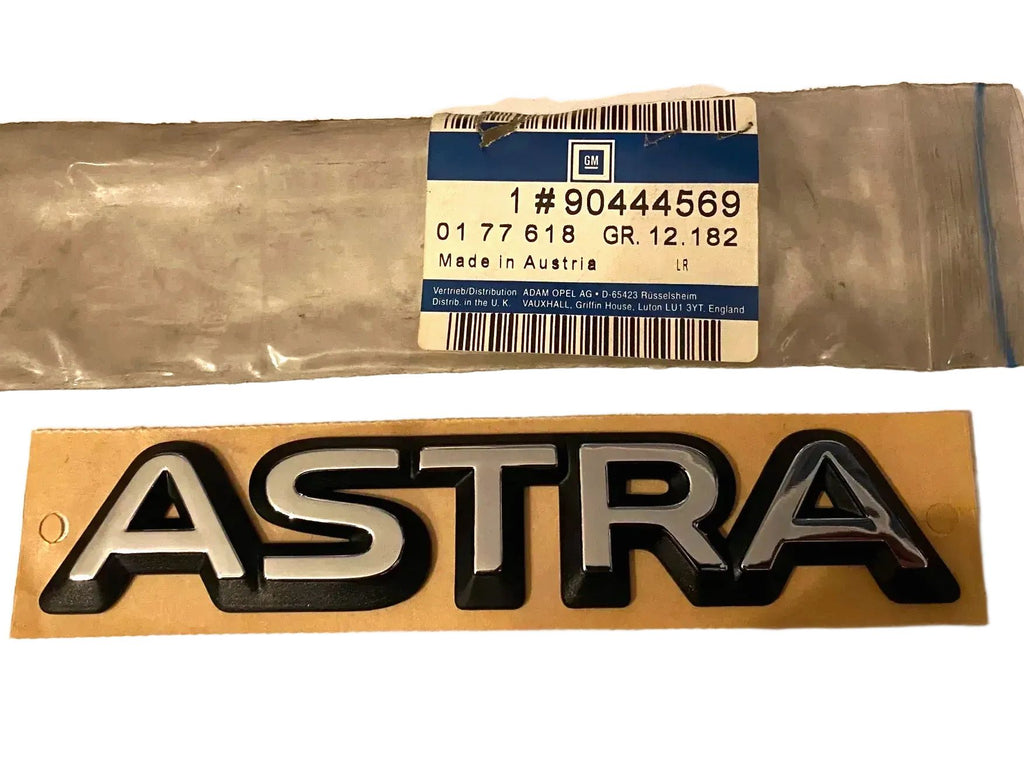 GM
1 # 90444569
01 77 618 GR. 12.182
Made in Austria LR
Vertrieb/Distribution ADAM OPEL AG • D-65423 Rüsselsheim
Distrib. in the U. K. VAUXHALL, Griffin House, Luton LU1 3YT. England
ASTRA